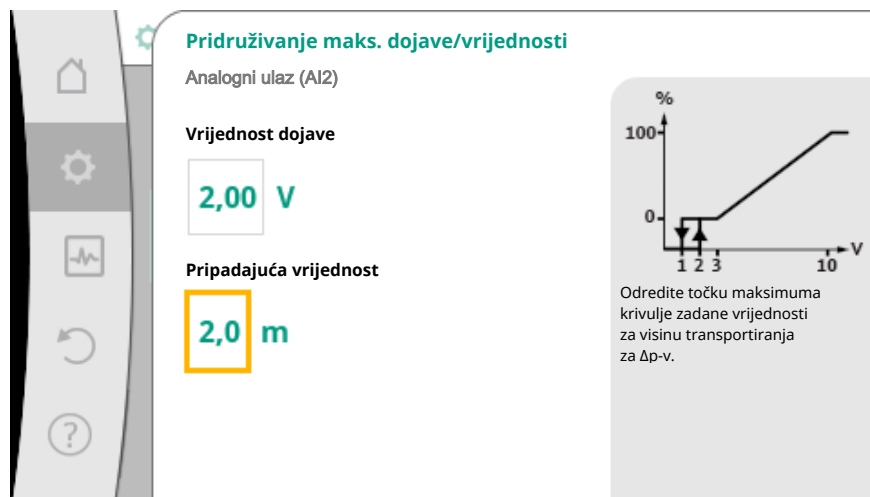 Pridruživanje maks. dojave/vrijednosti
Analogni ulaz (AI2)
Vrijednost dojave
2,00 V
Pripadajuća vrijednost
2,0 m
%
100
0
1 2 3 10 V
Odredite točku maksimuma
krivulje zadane vrijednosti
za visinu transportiranja
za Δp-v.
?